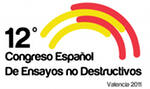 12°
Congreso Español
De Ensayos no Destructivos
Valencia 2011